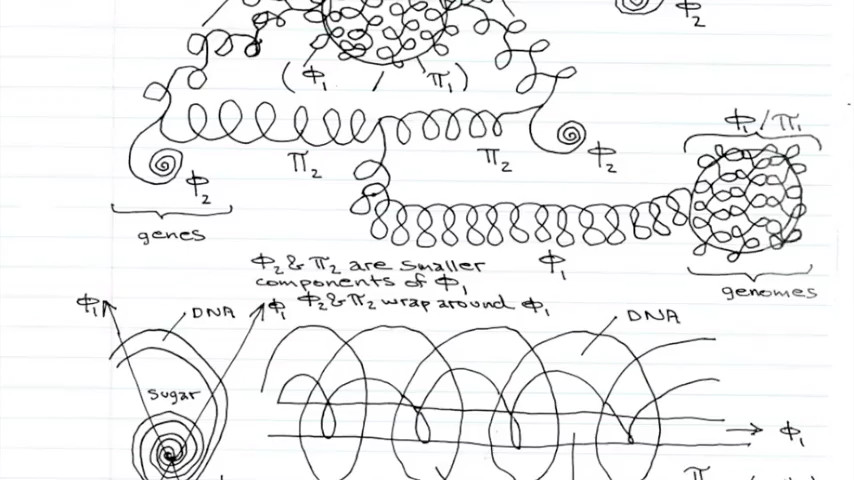 Φ₂
(Φ₁ / π₁)
Φ₁/π₁
π₂ π₂ Φ₂
Φ₂
genes
Φ₂ & π₂ are smaller Φ₁
components of Φ₁
genomes
Φ₁ DNA Φ₁ Φ₂ & π₂ wrap around Φ₁
DNA
sugar
→ Φ₁